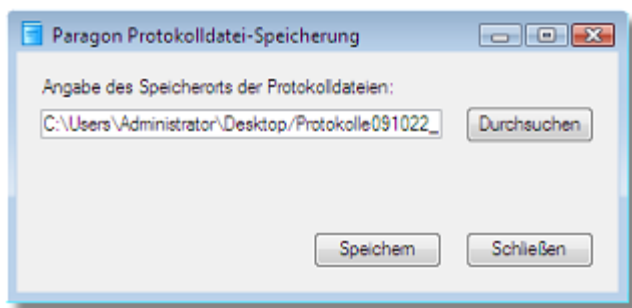 Paragon Protokolldatei-Speicherung
Angabe des Speicherorts der Protokolldateien:
C:\Users\Administrator\Desktop/Protokolle091022_
Durchsuchen
Speichern
Schließen